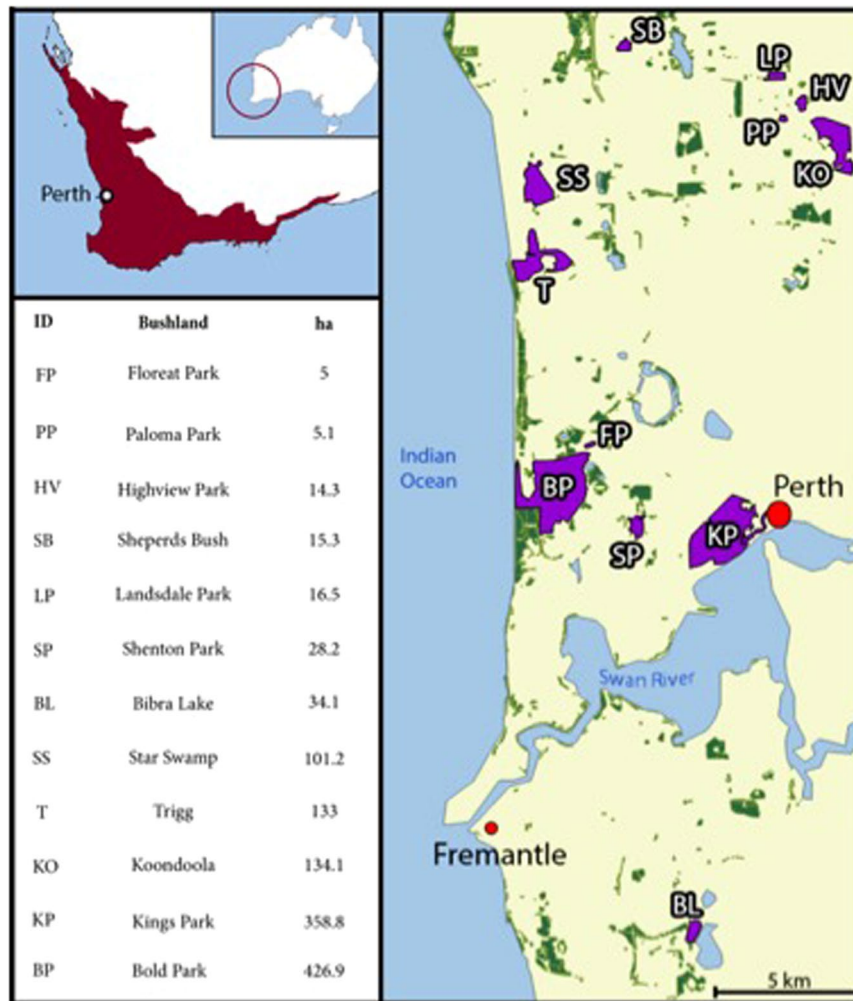 Perth
ID Bushland ha
FP Floreat Park 5
PP Paloma Park 5.1
HV Highview Park 14.3
SB Sheperds Bush 15.3
LP Landsdale Park 16.5
SP Shenton Park 28.2
BL Bibra Lake 34.1
SS Star Swamp 101.2
T Trigg 133
KO Koondoola 134.1
KP Kings Park 358.8
BP Bold Park 426.9
SB
LP
HV
PP
KO
SS
T
FP
Indian
Ocean
BP
Perth
KP
SP
Swan River
Fremantle
BL
5 km